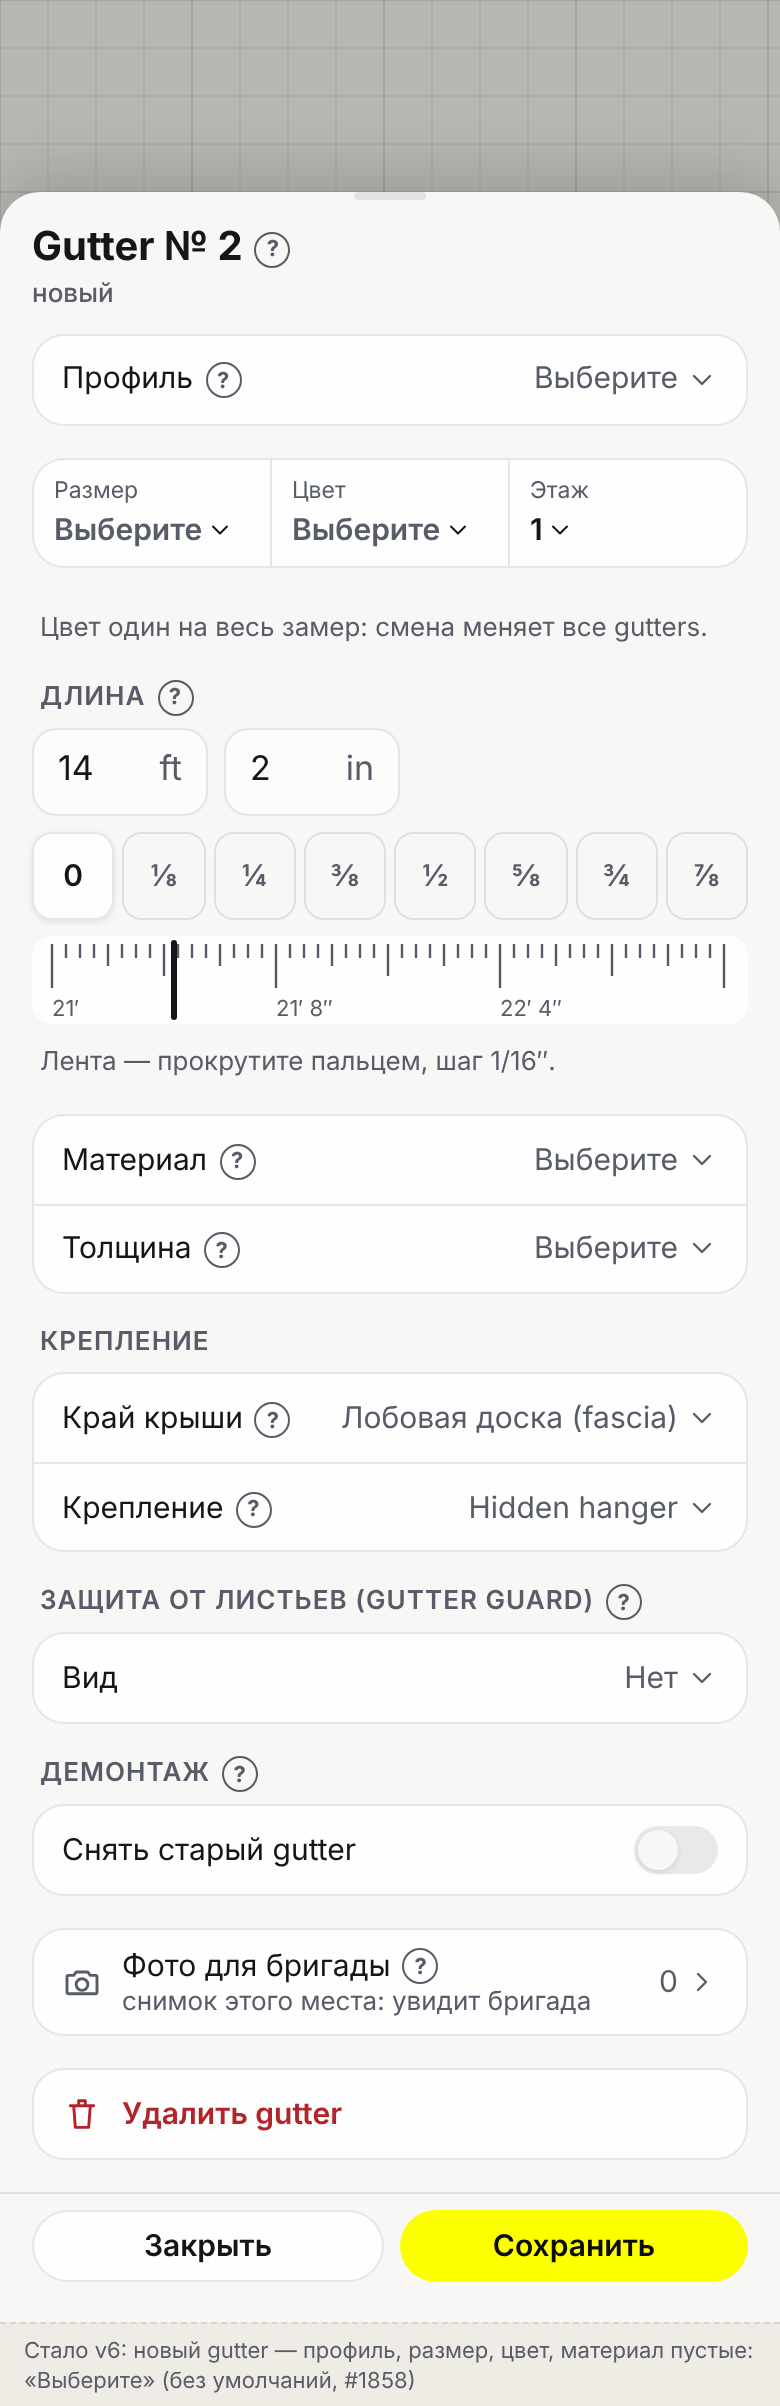 Gutter № 2 ?
новый
Профиль ? Выберите
Размер Цвет Этаж
Выберите Выберите 1
Цвет один на весь замер: смена меняет все gutters.
ДЛИНА ?
14 ft 2 in
0 ⅛ ¼ ⅜ ½ ⅝ ¾ ⅞
21′ 21′ 8″ 22′ 4″
Лента — прокрутите пальцем, шаг 1/16″.
Материал ? Выберите
Толщина ? Выберите
КРЕПЛЕНИЕ
Край крыши ? Лобовая доска (fascia)
Крепление ? Hidden hanger
ЗАЩИТА ОТ ЛИСТЬЕВ (GUTTER GUARD) ?
Вид Нет
ДЕМОНТАЖ ?
Снять старый gutter
Фото для бригады ? 0
снимок этого места: увидит бригада
Удалить gutter
Закрыть Сохранить
Стало v6: новый gutter — профиль, размер, цвет, материал пустые:
«Выберите» (без умолчаний, #1858)